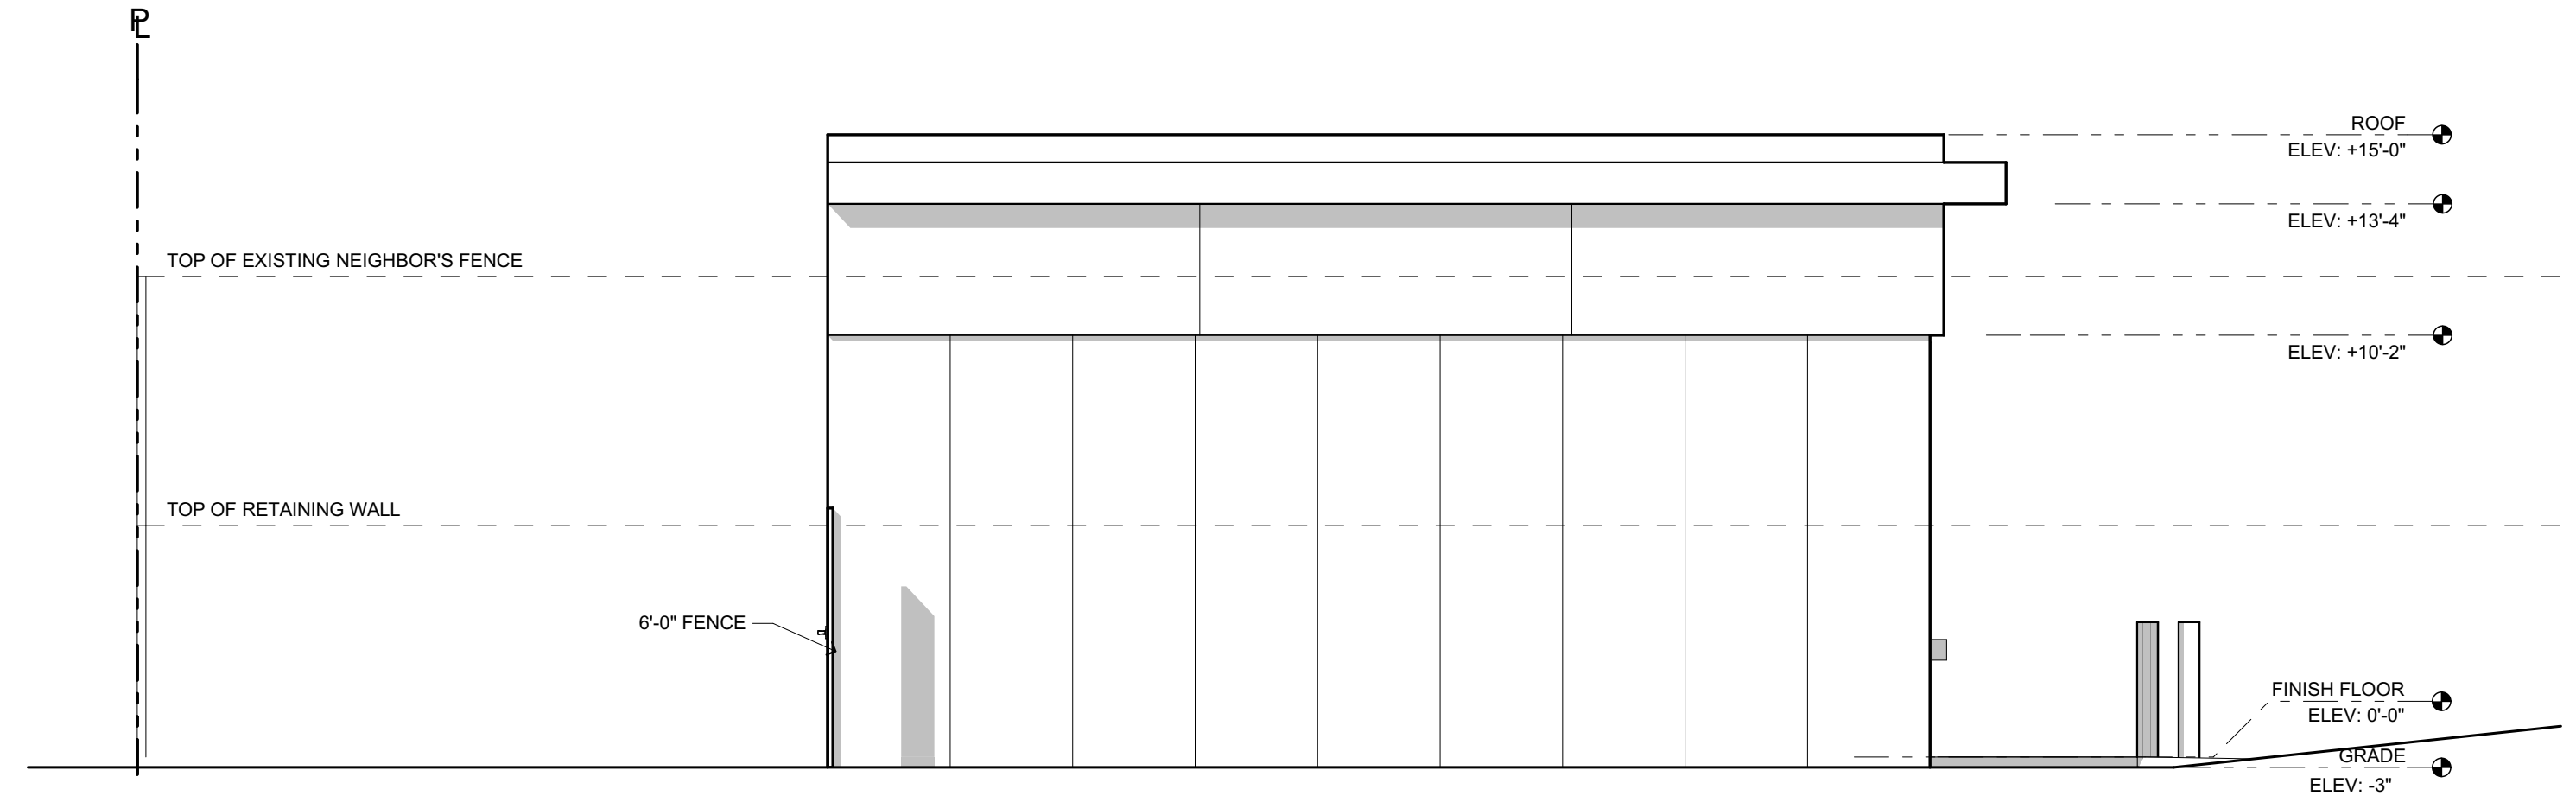 PL
ROOF
ELEV: +15'-0"
ELEV: +13'-4"
TOP OF EXISTING NEIGHBOR'S FENCE
ELEV: +10'-2"
TOP OF RETAINING WALL
6'-0" FENCE
FINISH FLOOR
ELEV: 0'-0"
GRADE
ELEV: -3"